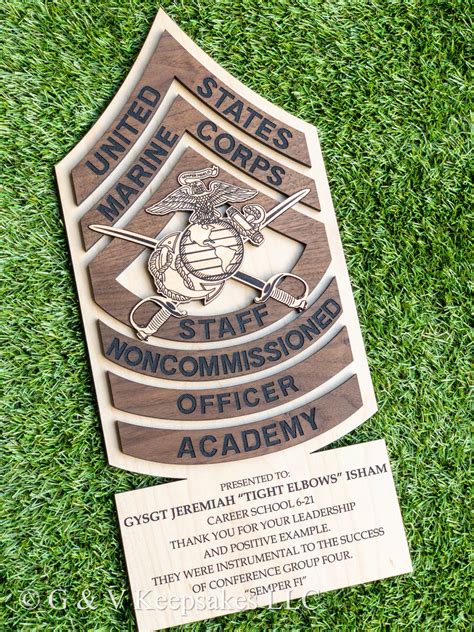 UNITED STATES
MARINE CORPS
STAFF
NONCOMMISSIONED
OFFICER
ACADEMY
PRESENTED TO:
GYSGT JEREMIAH "TIGHT ELBOWS" ISHAM
CAREER SCHOOL 6-21
THANK YOU FOR YOUR LEADERSHIP
AND POSITIVE EXAMPLE.
THEY WERE INSTRUMENTAL TO THE SUCCESS
OF CONFERENCE GROUP FOUR.
"SEMPER FI"
© G & V Keepsakes LLC